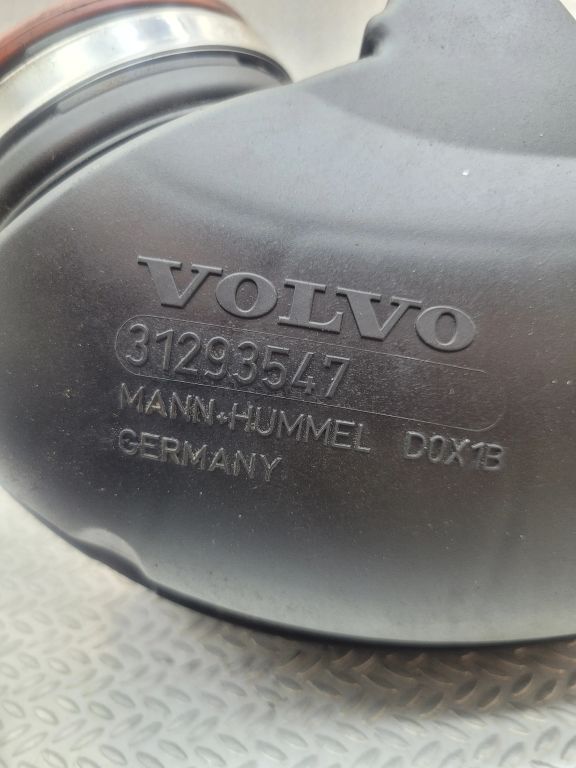 VOLVO
31293547
MANN+HUMMEL D0X1B
GERMANY